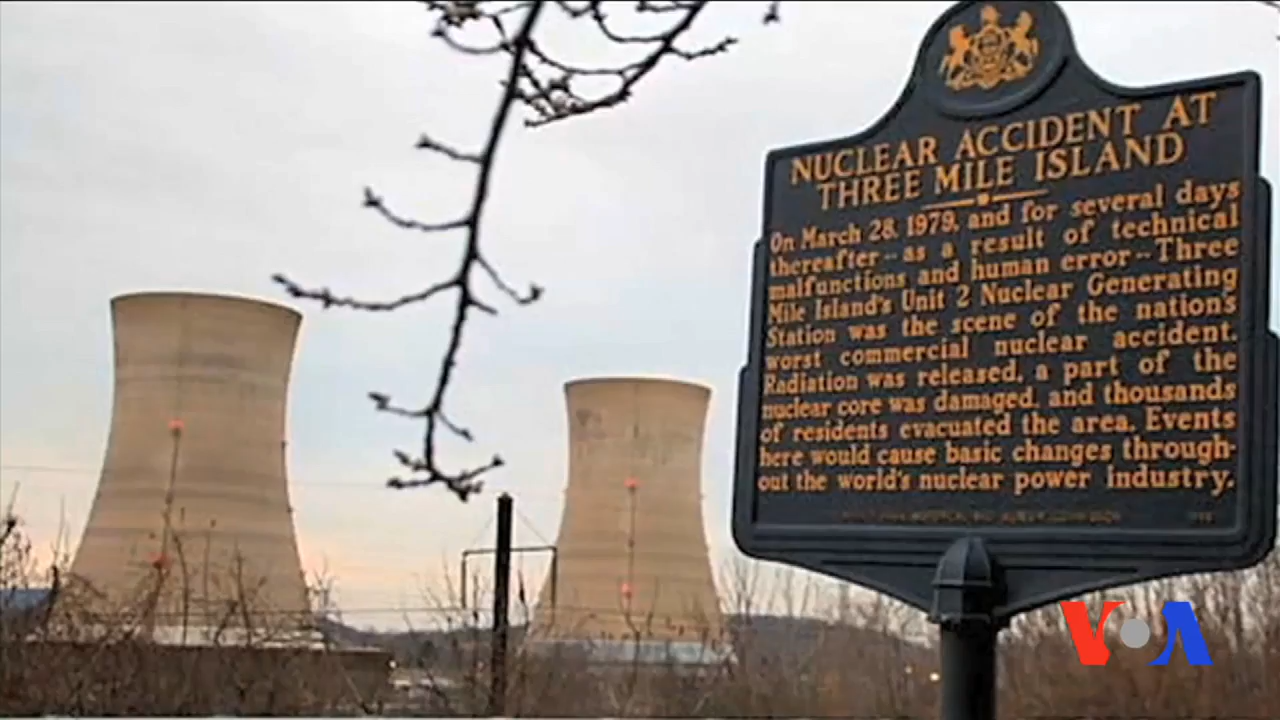 NUCLEAR ACCIDENT AT
THREE MILE ISLAND
On March 28, 1979, and for several days
thereafter -- as a result of technical
malfunctions and human error -- Three
Mile Island's Unit 2 Nuclear Generating
Station was the scene of the nation's
worst commercial nuclear accident.
Radiation was released, a part of the
nuclear core was damaged, and thousands
of residents evacuated the area. Events
here would cause basic changes through-
out the world's nuclear power industry.
VOA